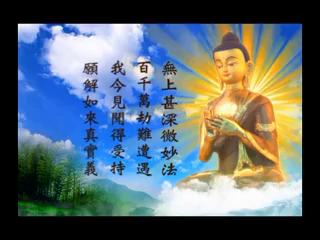 無上甚深微妙法
百千萬劫難遭遇
我今見聞得受持
願解如來真實義